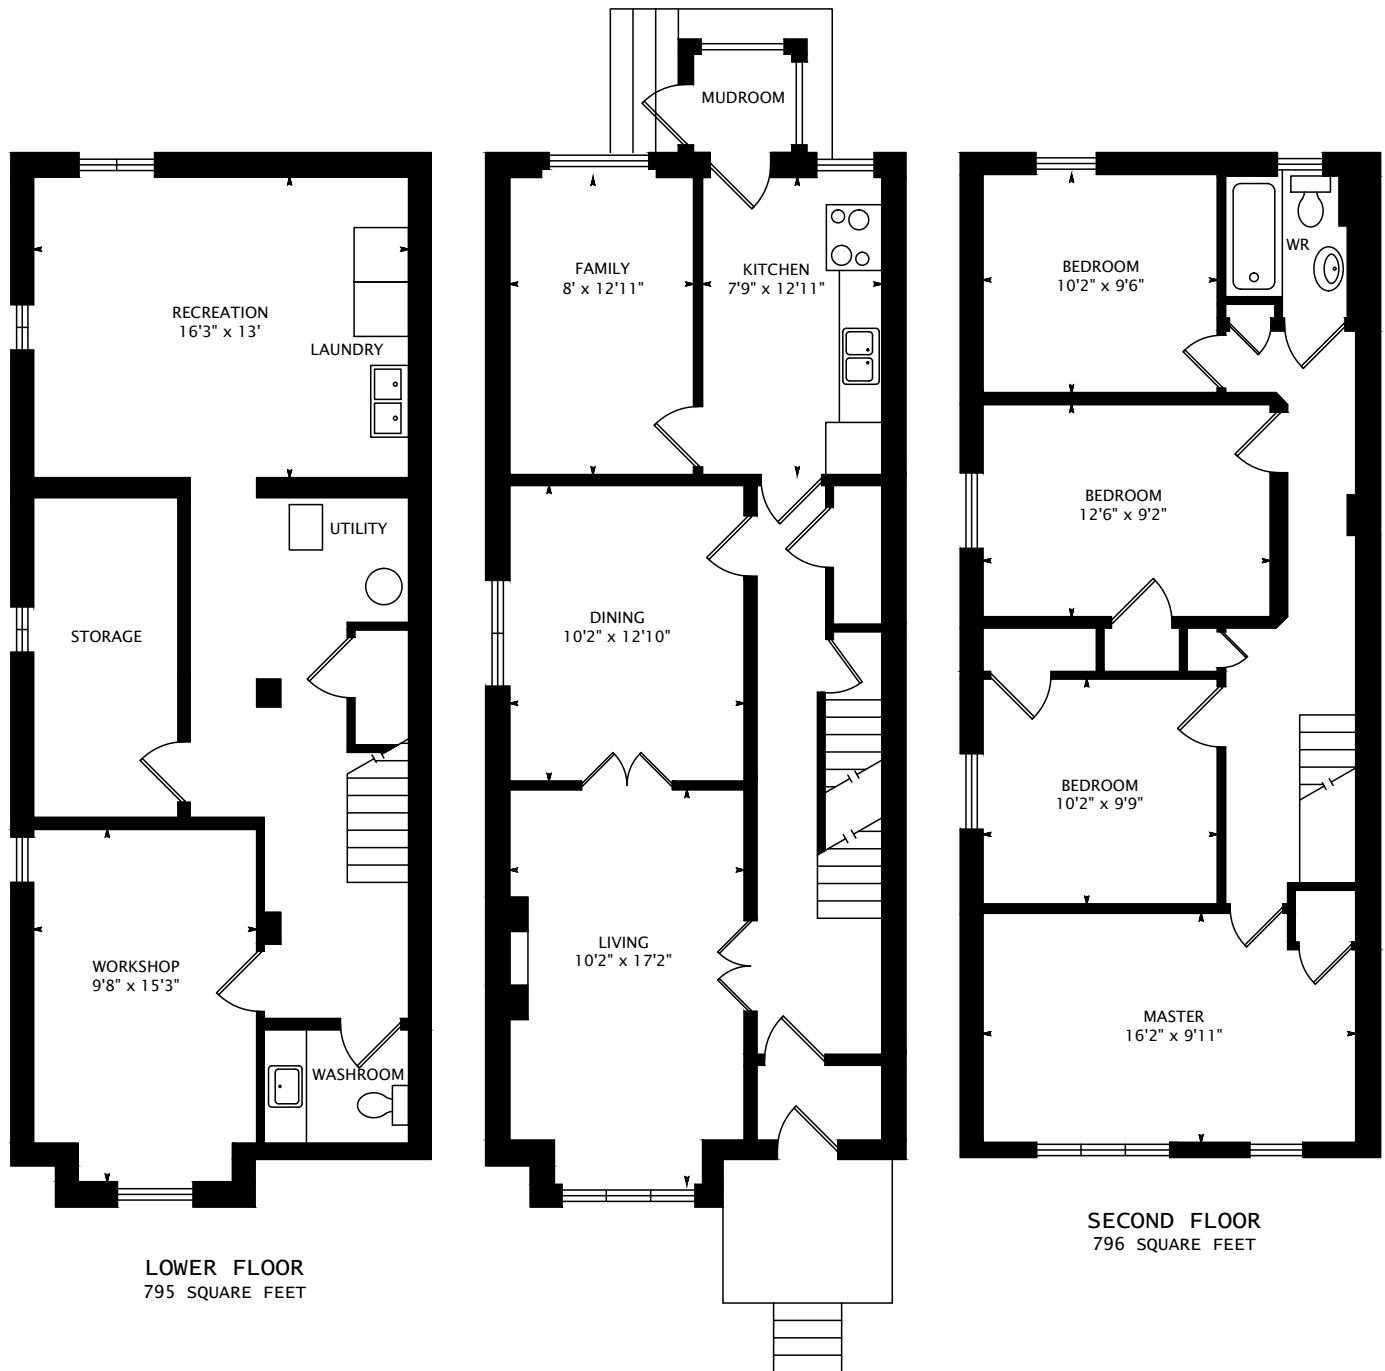 MUDROOM
RECREATION
16'3" x 13'
LAUNDRY
UTILITY
STORAGE
WORKSHOP
9'8" x 15'3"
WASHROOM
LOWER FLOOR
795 SQUARE FEET
FAMILY
8' x 12'11"
KITCHEN
7'9" x 12'11"
DINING
10'2" x 12'10"
LIVING
10'2" x 17'2"
BEDROOM
10'2" x 9'6"
WR
BEDROOM
12'6" x 9'2"
BEDROOM
10'2" x 9'9"
MASTER
16'2" x 9'11"
SECOND FLOOR
796 SQUARE FEET